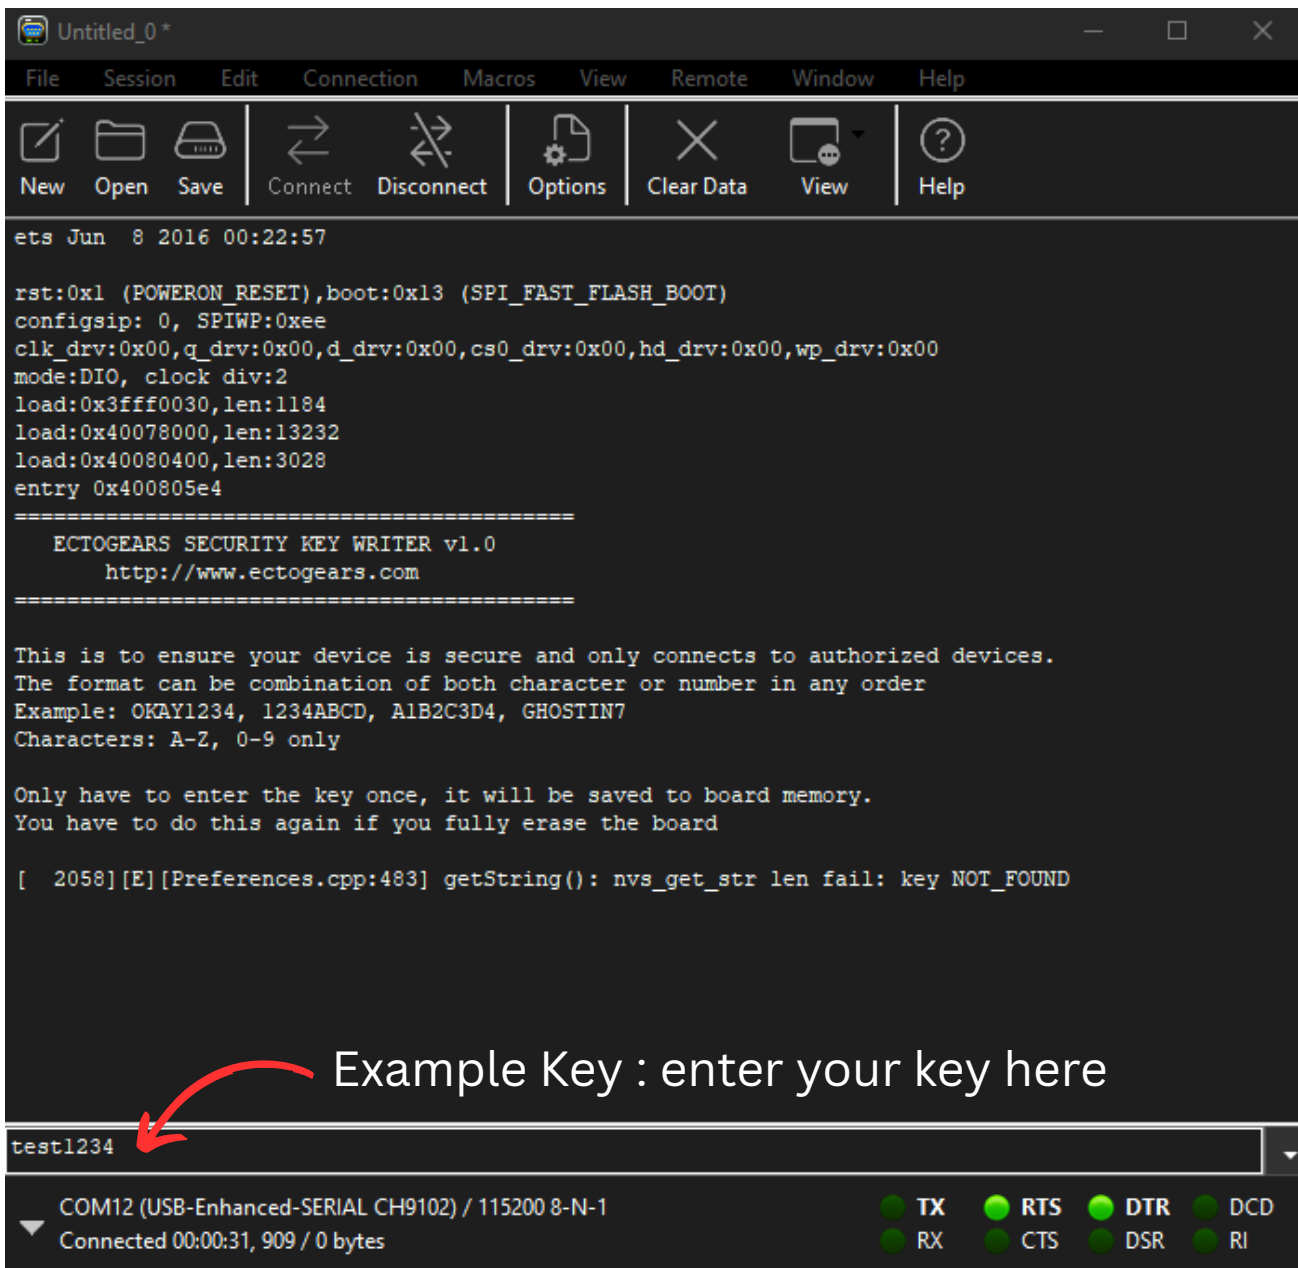 Untitled_0 *
File Session Edit Connection Macros View Remote Window Help
New Open Save Connect Disconnect Options Clear Data View Help
ets Jun  8 2016 00:22:57
rst:0x1 (POWERON_RESET),boot:0x13 (SPI_FAST_FLASH_BOOT)
configsip: 0, SPIWP:0xee
clk_drv:0x00,q_drv:0x00,d_drv:0x00,cs0_drv:0x00,hd_drv:0x00,wp_drv:0x00
mode:DIO, clock div:2
load:0x3fff0030,len:1184
load:0x40078000,len:13232
load:0x40080400,len:3028
entry 0x400805e4
===========================================
ECTOGEARS SECURITY KEY WRITER v1.0
http://www.ectogears.com
===========================================
This is to ensure your device is secure and only connects to authorized devices.
The format can be combination of both character or number in any order
Example: OKAY1234, 1234ABCD, A1B2C3D4, GHOSTIN7
Characters: A-Z, 0-9 only
Only have to enter the key once, it will be saved to board memory.
You have to do this again if you fully erase the board
[  2058][E][Preferences.cpp:483] getString(): nvs_get_str len fail: key NOT_FOUND
Example Key : enter your key here
test1234
COM12 (USB-Enhanced-SERIAL CH9102) / 115200 8-N-1 TX RTS DTR DCD
Connected 00:00:31, 909 / 0 bytes RX CTS DSR RI